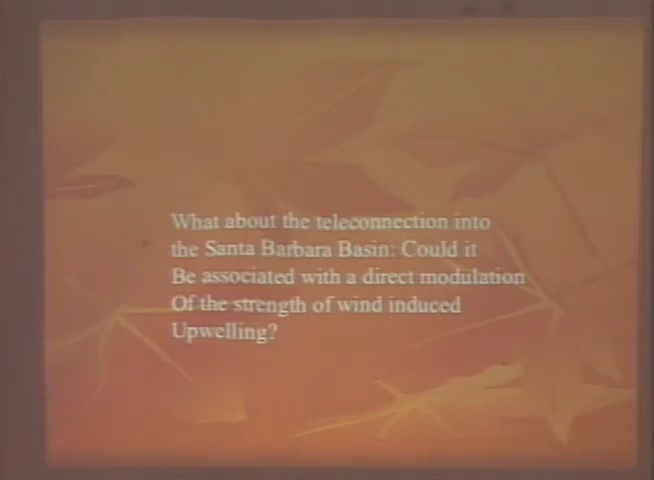 What about the teleconnection into
the Santa Barbara Basin: Could it
Be associated with a direct modulation
Of the strength of wind induced
Upwelling?